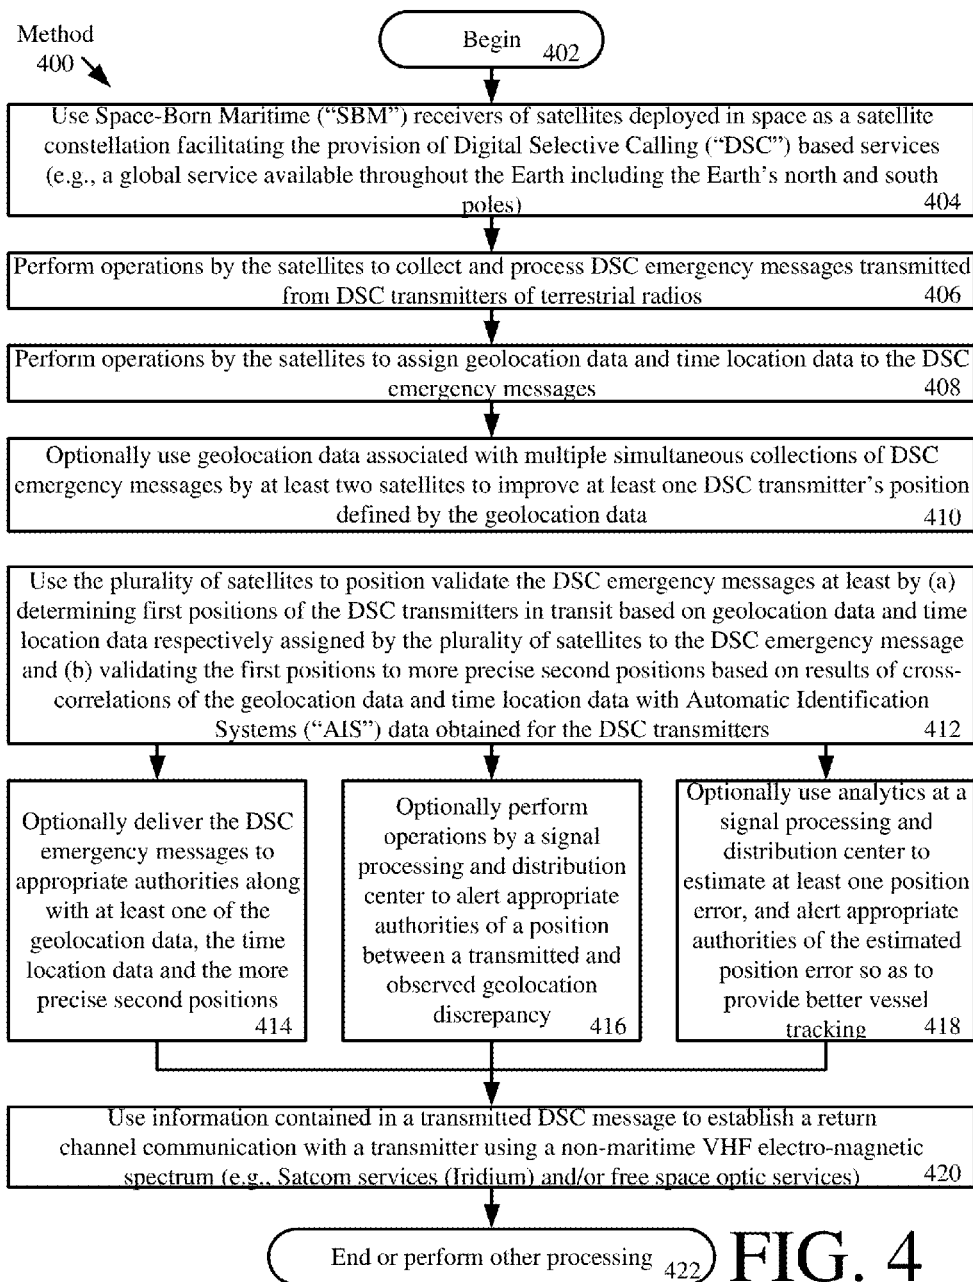 Method
400
Begin
402
Use Space-Born Maritime (“SBM”) receivers of satellites deployed in space as a satellite
constellation facilitating the provision of Digital Selective Calling (“DSC”) based services
(e.g., a global service available throughout the Earth including the Earth’s north and south
poles)
404
Perform operations by the satellites to collect and process DSC emergency messages transmitted
from DSC transmitters of terrestrial radios
406
Perform operations by the satellites to assign geolocation data and time location data to the DSC
emergency messages
408
Optionally use geolocation data associated with multiple simultaneous collections of DSC
emergency messages by at least two satellites to improve at least one DSC transmitter’s position
defined by the geolocation data
410
Use the plurality of satellites to position validate the DSC emergency messages at least by (a)
determining first positions of the DSC transmitters in transit based on geolocation data and time
location data respectively assigned by the plurality of satellites to the DSC emergency message
and (b) validating the first positions to more precise second positions based on results of cross-
correlations of the geolocation data and time location data with Automatic Identification
Systems (“AIS”) data obtained for the DSC transmitters
412
Optionally deliver the DSC
emergency messages to
appropriate authorities along
with at least one of the
geolocation data, the time
location data and the more
precise second positions
414
Optionally perform
operations by a signal
processing and distribution
center to alert appropriate
authorities of a position
between a transmitted and
observed geolocation
discrepancy
416
Optionally use analytics at a
signal processing and
distribution center to
estimate at least one position
error, and alert appropriate
authorities of the estimated
position error so as to
provide better vessel
tracking
418
Use information contained in a transmitted DSC message to establish a return
channel communication with a transmitter using a non-maritime VHF electro-magnetic
spectrum (e.g., Satcom services (Iridium) and/or free space optic services)
420
End or perform other processing
422
FIG. 4